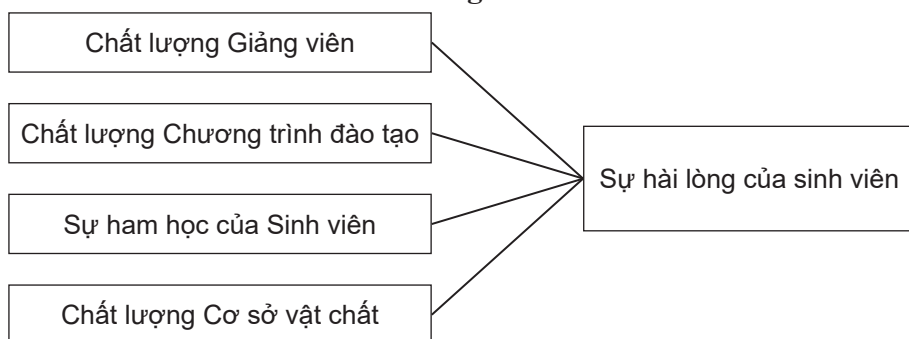 Chất lượng Giảng viên
Chất lượng Chương trình đào tạo
Sự hài lòng của sinh viên
Sự ham học của Sinh viên
Chất lượng Cơ sở vật chất